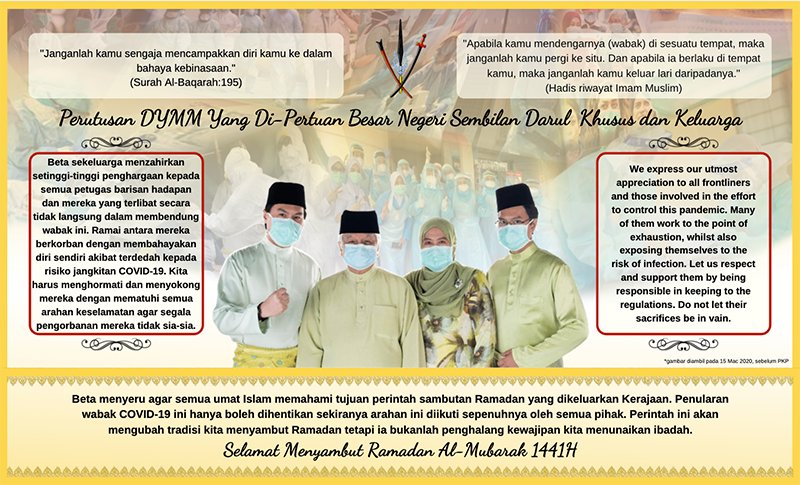 "Janganlah kamu sengaja mencampakkan diri kamu ke dalam
bahaya kebinasaan."
(Surah Al-Baqarah:195)
"Apabila kamu mendengarnya (wabak) di sesuatu tempat, maka
janganlah kamu pergi ke situ. Dan apabila ia berlaku di tempat
kamu, maka janganlah kamu keluar lari daripadanya."
(Hadis riwayat Imam Muslim)
Perutusan DYMM Yang Di-Pertuan Besar Negeri Sembilan Darul Khusus dan Keluarga
Beta sekeluarga menzahirkan
setinggi-tinggi penghargaan kepada
semua petugas barisan hadapan
dan mereka yang terlibat secara
tidak langsung dalam membendung
wabak ini. Ramai antara mereka
berkorban dengan membahayakan
diri sendiri akibat terdedah kepada
risiko jangkitan COVID-19. Kita
harus menghormati dan menyokong
mereka dengan mematuhi semua
arahan keselamatan agar segala
pengorbanan mereka tidak sia-sia.
We express our utmost
appreciation to all frontliners
and those involved in the effort
to control this pandemic. Many
of them work to the point of
exhaustion, whilst also
exposing themselves to the
risk of infection. Let us respect
and support them by being
responsible in keeping to the
regulations. Do not let their
sacrifices be in vain.
*gambar diambil pada 15 Mac 2020, sebelum PKP
Beta menyeru agar semua umat Islam memahami tujuan perintah sambutan Ramadan yang dikeluarkan Kerajaan. Penularan
wabak COVID-19 ini hanya boleh dihentikan sekiranya arahan ini diikuti sepenuhnya oleh semua pihak. Perintah ini akan
mengubah tradisi kita menyambut Ramadan tetapi ia bukanlah penghalang kewajipan kita menunaikan ibadah.
Selamat Menyambut Ramadan Al-Mubarak 1441H